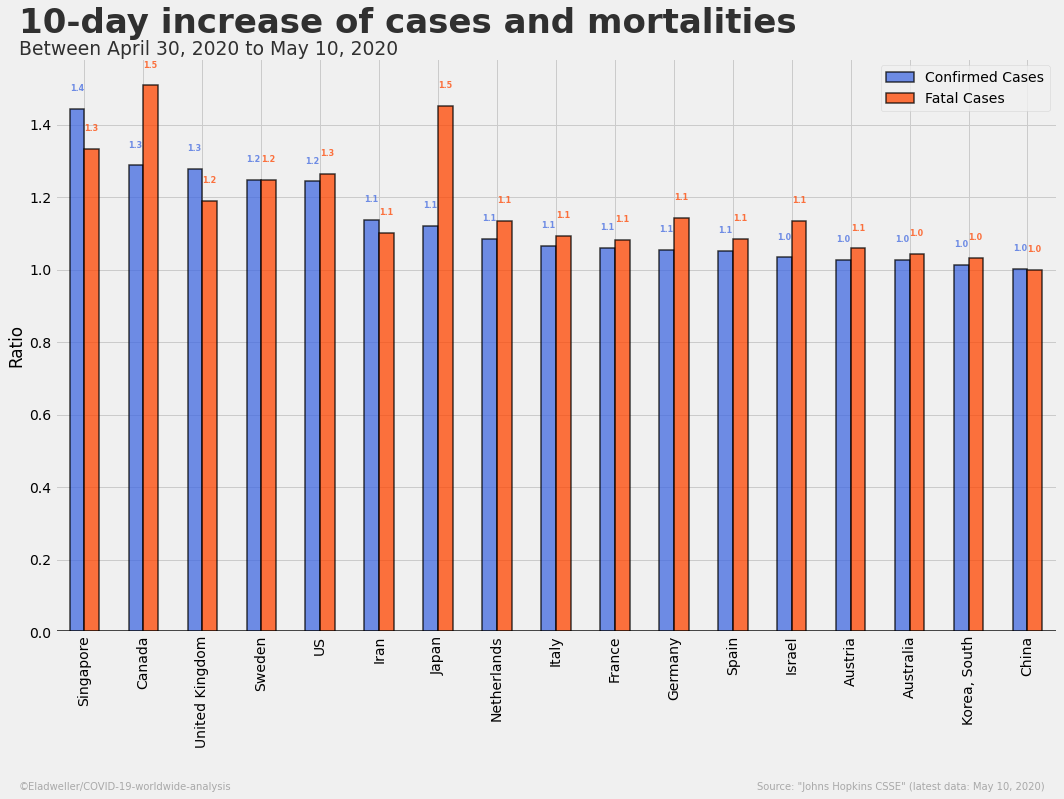 10-day increase of cases and mortalities
Between April 30, 2020 to May 10, 2020
Confirmed Cases
Fatal Cases
1.4 1.3 1.3 1.5 1.3 1.2 1.2 1.2 1.2 1.3 1.1 1.1 1.1 1.5 1.1 1.1 1.1 1.1 1.1 1.1 1.1 1.1 1.1 1.1 1.0 1.1 1.0 1.1 1.0 1.0 1.0 1.0 1.0 1.0
Ratio
1.4
1.2
1.0
0.8
0.6
0.4
0.2
0.0
Singapore
Canada
United Kingdom
Sweden
US
Iran
Japan
Netherlands
Italy
France
Germany
Spain
Israel
Austria
Australia
Korea, South
China
©Eladweller/COVID-19-worldwide-analysis
Source: "Johns Hopkins CSSE" (latest data: May 10, 2020)